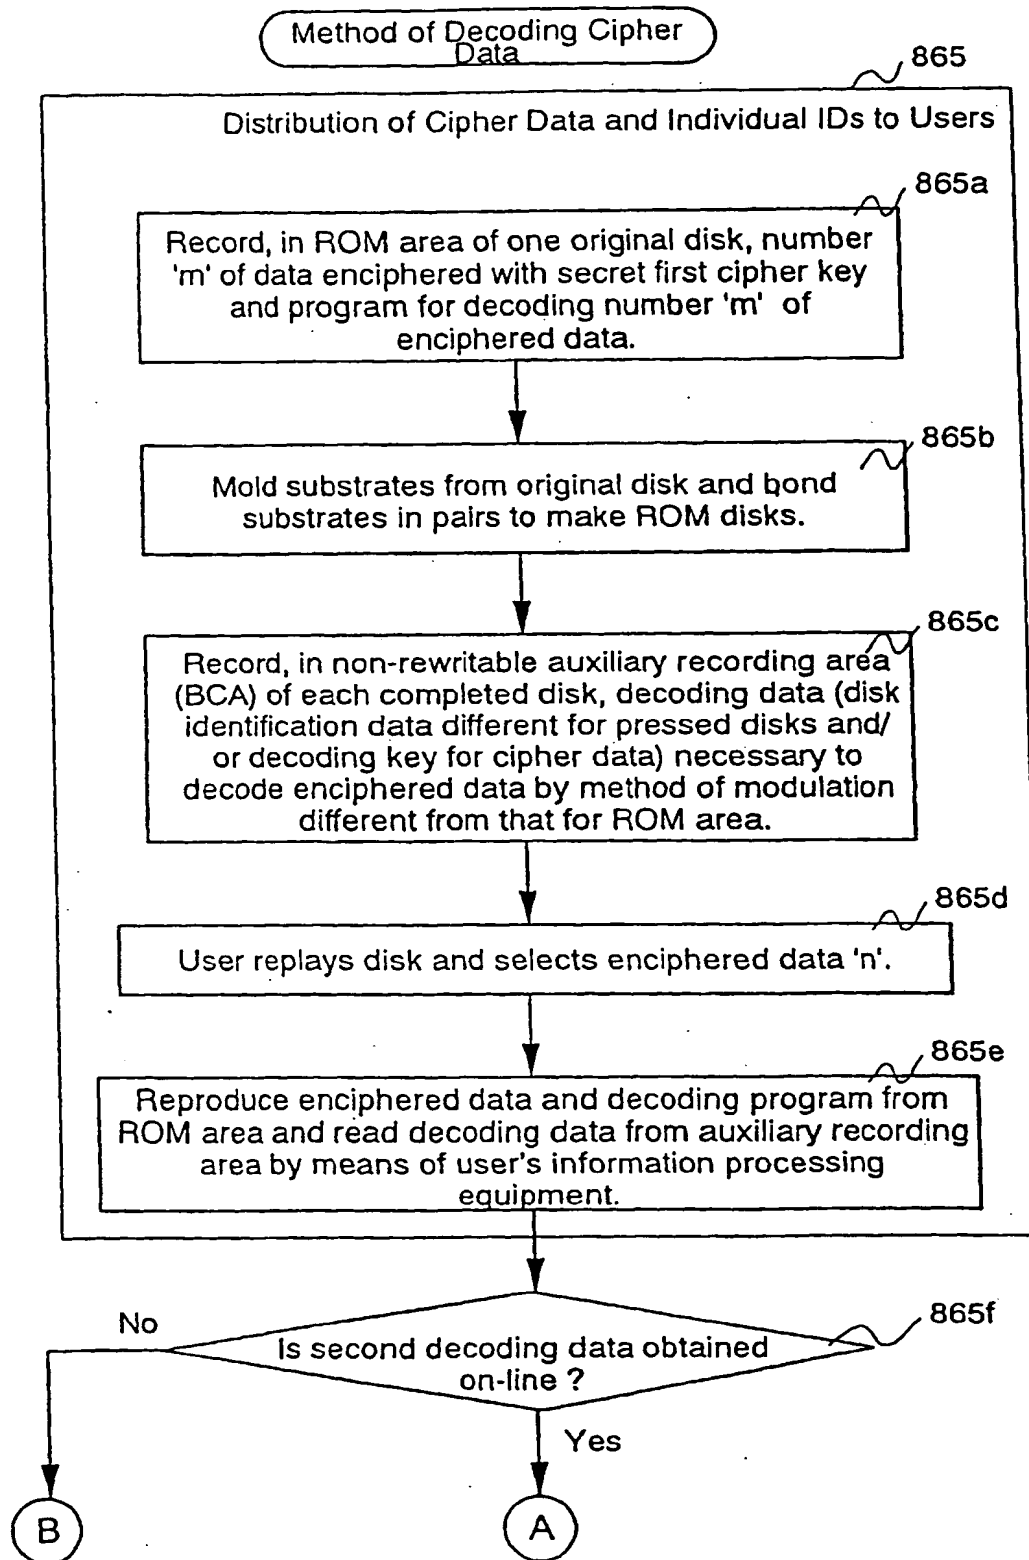 Method of Decoding Cipher
Data
865
Distribution of Cipher Data and Individual IDs to Users
865a
Record, in ROM area of one original disk, number
'm' of data enciphered with secret first cipher key
and program for decoding number 'm' of
enciphered data.
865b
Mold substrates from original disk and bond
substrates in pairs to make ROM disks.
865c
Record, in non-rewritable auxiliary recording area
(BCA) of each completed disk, decoding data (disk
identification data different for pressed disks and/
or decoding key for cipher data) necessary to
decode enciphered data by method of modulation
different from that for ROM area.
865d
User replays disk and selects enciphered data 'n'.
865e
Reproduce enciphered data and decoding program from
ROM area and read decoding data from auxiliary recording
area by means of user's information processing
equipment.
865f
No
Is second decoding data obtained
on-line ?
Yes
B
A